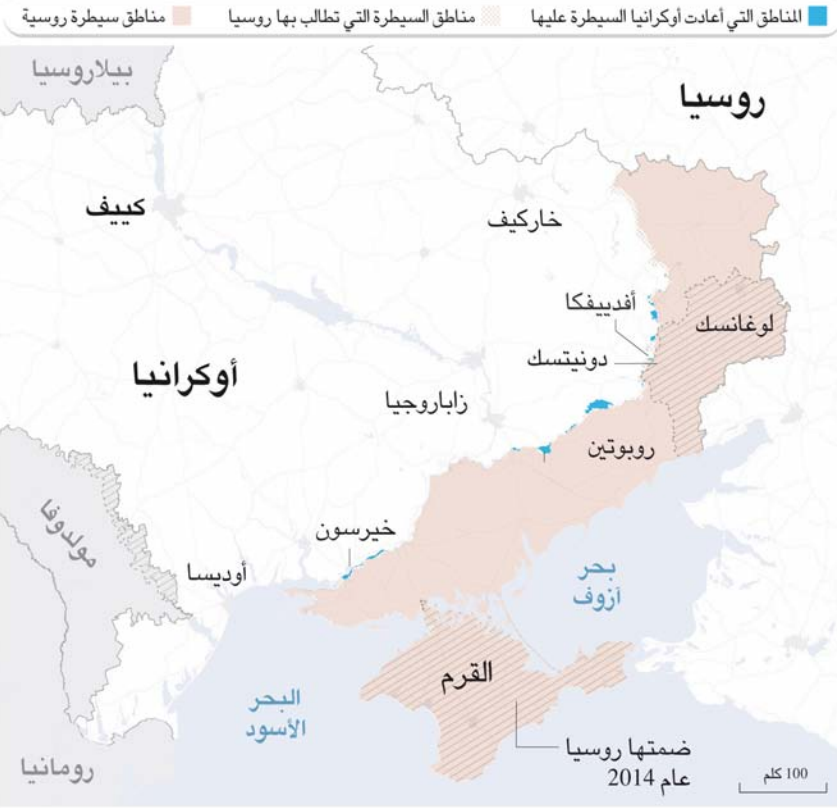 مناطق سيطرة روسية
مناطق السيطرة التي تطالب بها روسيا
المناطق التي أعادت أوكرانيا السيطرة عليها
بيلاروسيا
روسيا
كييف
خاركيف
أفدييفكا
لوغانسك
دونيتسك
أوكرانيا
زاباروجيا
روبوتين
مولدوفا
خيرسون
أوديسا
بحر
آزوف
القرم
البحر
الأسود
ضمتها روسيا
عام 2014
رومانيا
100 كلم